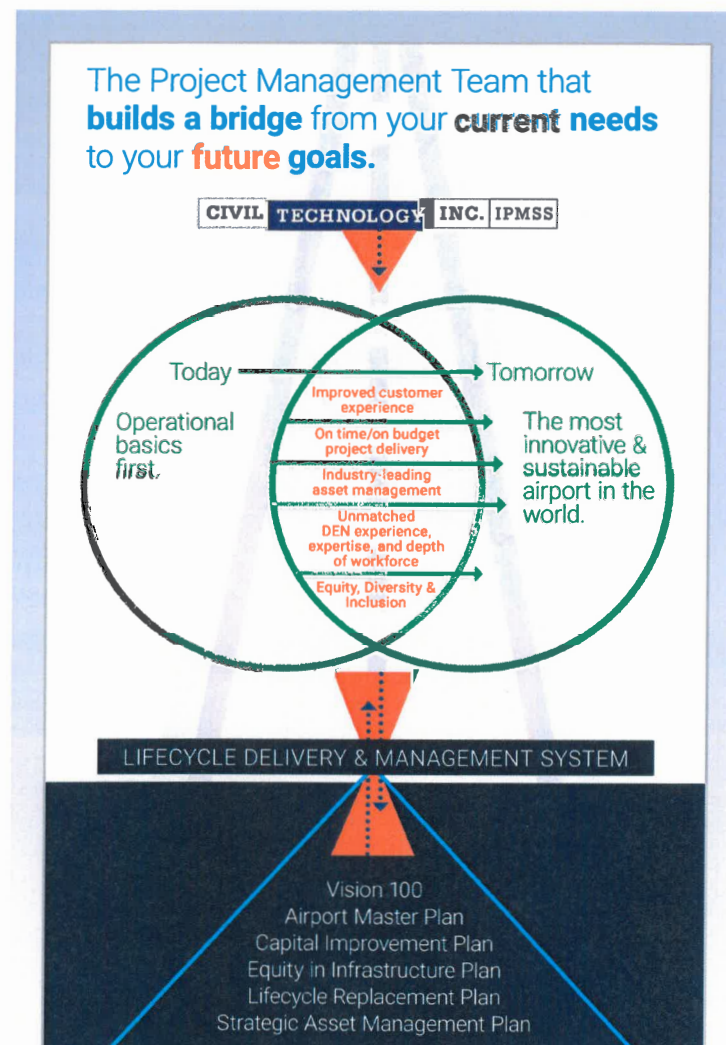 The Project Management Team that
builds a bridge from your current needs
to your future goals.
CIVIL TECHNOLOGY INC. IPMSS
Today
Tomorrow
Operational
basics
first.
Improved customer
experience
On time/on budget
project delivery
Industry-leading
asset management
Unmatched
DEN experience,
expertise, and depth
of workforce
Equity, Diversity &
Inclusion
The most
innovative &
sustainable
airport in the
world.
LIFECYCLE DELIVERY & MANAGEMENT SYSTEM
Vision 100
Airport Master Plan
Capital Improvement Plan
Equity in Infrastructure Plan
Lifecycle Replacement Plan
Strategic Asset Management Plan